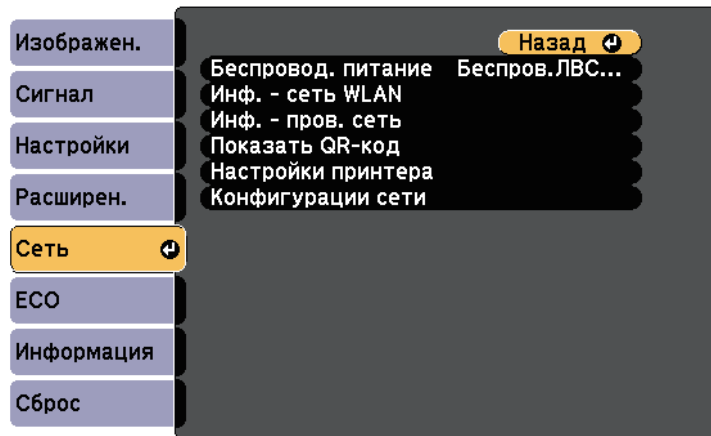 Изображен.
Сигнал
Настройки
Расширен.
Сеть
ECO
Информация
Сброс
Назад
Беспровод. питание Беспров.ЛВС...
Инф. - сеть WLAN
Инф. - пров. сеть
Показать QR-код
Настройки принтера
Конфигурации сети